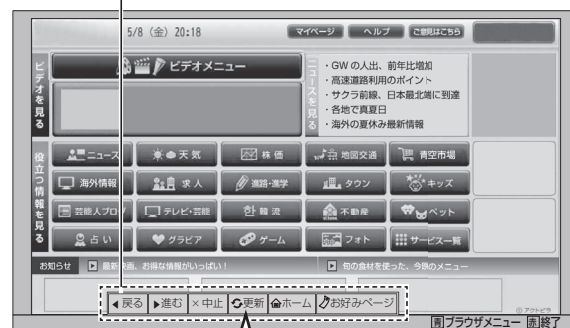 5/8（金）20:18
マイページ ヘルプ ご意見はこちら
ビデオを見る
ビデオメニュー
ニュースを見る
・GW の人出、前年比増加
・高速道路利用のポイント
・サクラ前線、日本最北端に到達
・各地で真夏日
・海外の夏休み最新情報
役立つ情報を見る
ニュース 天気 株価 地図交通 青空市場
海外情報 求人 進路・進学 タウン キッズ
芸能人ブログ テレビ・芸能 韓流 不動産 ペット
占い グラビア ゲーム フォト サービス一覧
お知らせ 最新映画、お得な情報がいっぱい！ 旬の食材を使った、今晩のメニュー
戻る 進む ×中止 更新 ホーム お好みページ
青 ブラウザメニュー 赤 終了